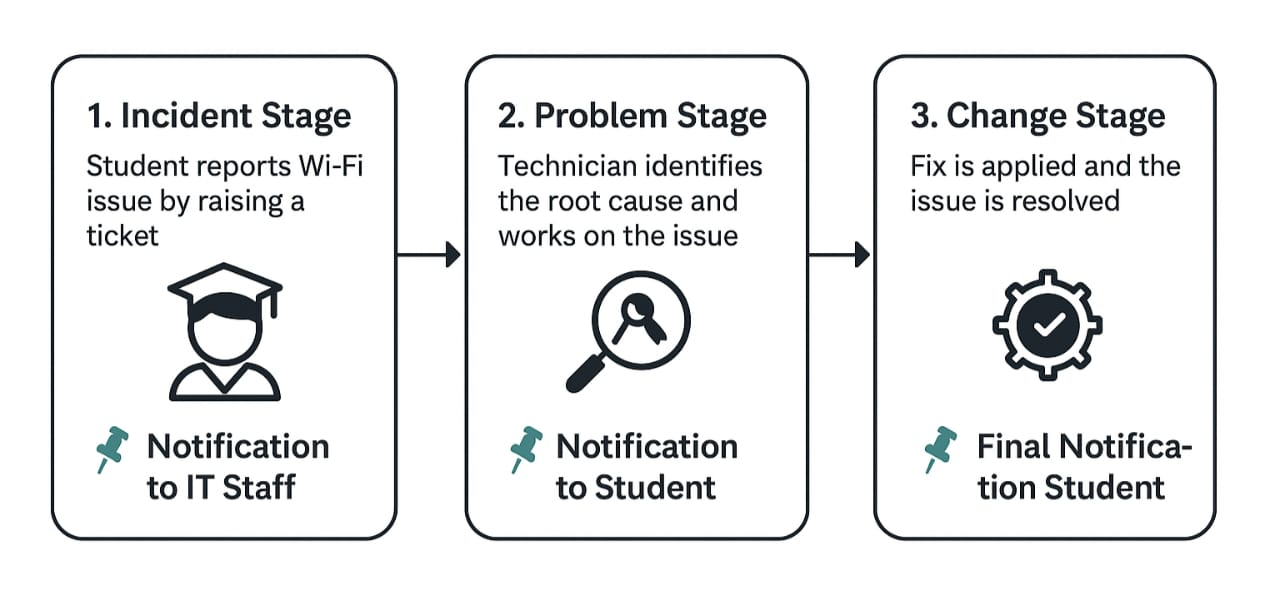 1. Incident Stage
Student reports Wi-Fi
issue by raising a
ticket
Notification
to IT Staff
2. Problem Stage
Technician identifies
the root cause and
works on the issue
Notification
to Student
3. Change Stage
Fix is applied and the
issue is resolved
Final Notifica-
tion Student